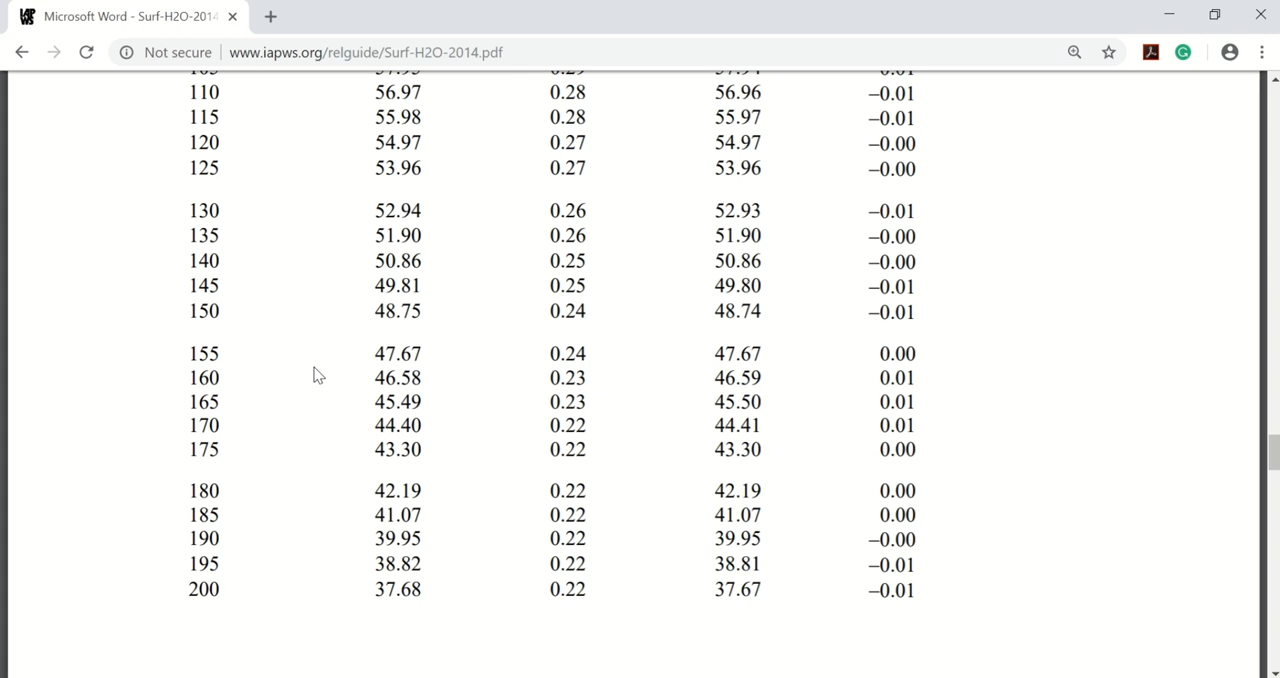 IAP WS Microsoft Word - Surf-H2O-2014
Not secure www.iapws.org/relguide/Surf-H2O-2014.pdf
110 56.97 0.28 56.96 –0.01
115 55.98 0.28 55.97 –0.01
120 54.97 0.27 54.97 –0.00
125 53.96 0.27 53.96 –0.00
130 52.94 0.26 52.93 –0.01
135 51.90 0.26 51.90 –0.00
140 50.86 0.25 50.86 –0.00
145 49.81 0.25 49.80 –0.01
150 48.75 0.24 48.74 –0.01
155 47.67 0.24 47.67 0.00
160 46.58 0.23 46.59 0.01
165 45.49 0.23 45.50 0.01
170 44.40 0.22 44.41 0.01
175 43.30 0.22 43.30 0.00
180 42.19 0.22 42.19 0.00
185 41.07 0.22 41.07 0.00
190 39.95 0.22 39.95 –0.00
195 38.82 0.22 38.81 –0.01
200 37.68 0.22 37.67 –0.01